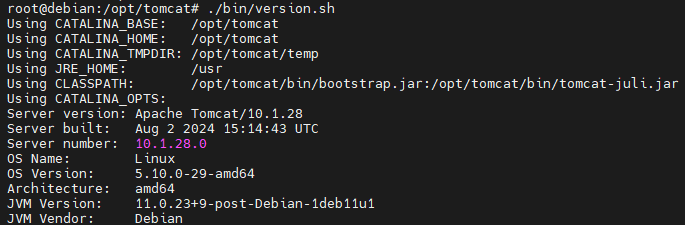 root@debian:/opt/tomcat# ./bin/version.sh
Using CATALINA_BASE:   /opt/tomcat
Using CATALINA_HOME:   /opt/tomcat
Using CATALINA_TMPDIR: /opt/tomcat/temp
Using JRE_HOME:        /usr
Using CLASSPATH:       /opt/tomcat/bin/bootstrap.jar:/opt/tomcat/bin/tomcat-juli.jar
Using CATALINA_OPTS:
Server version: Apache Tomcat/10.1.28
Server built:   Aug 2 2024 15:14:43 UTC
Server number:  10.1.28.0
OS Name:        Linux
OS Version:     5.10.0-29-amd64
Architecture:   amd64
JVM Version:    11.0.23+9-post-Debian-1deb11u1
JVM Vendor:     Debian